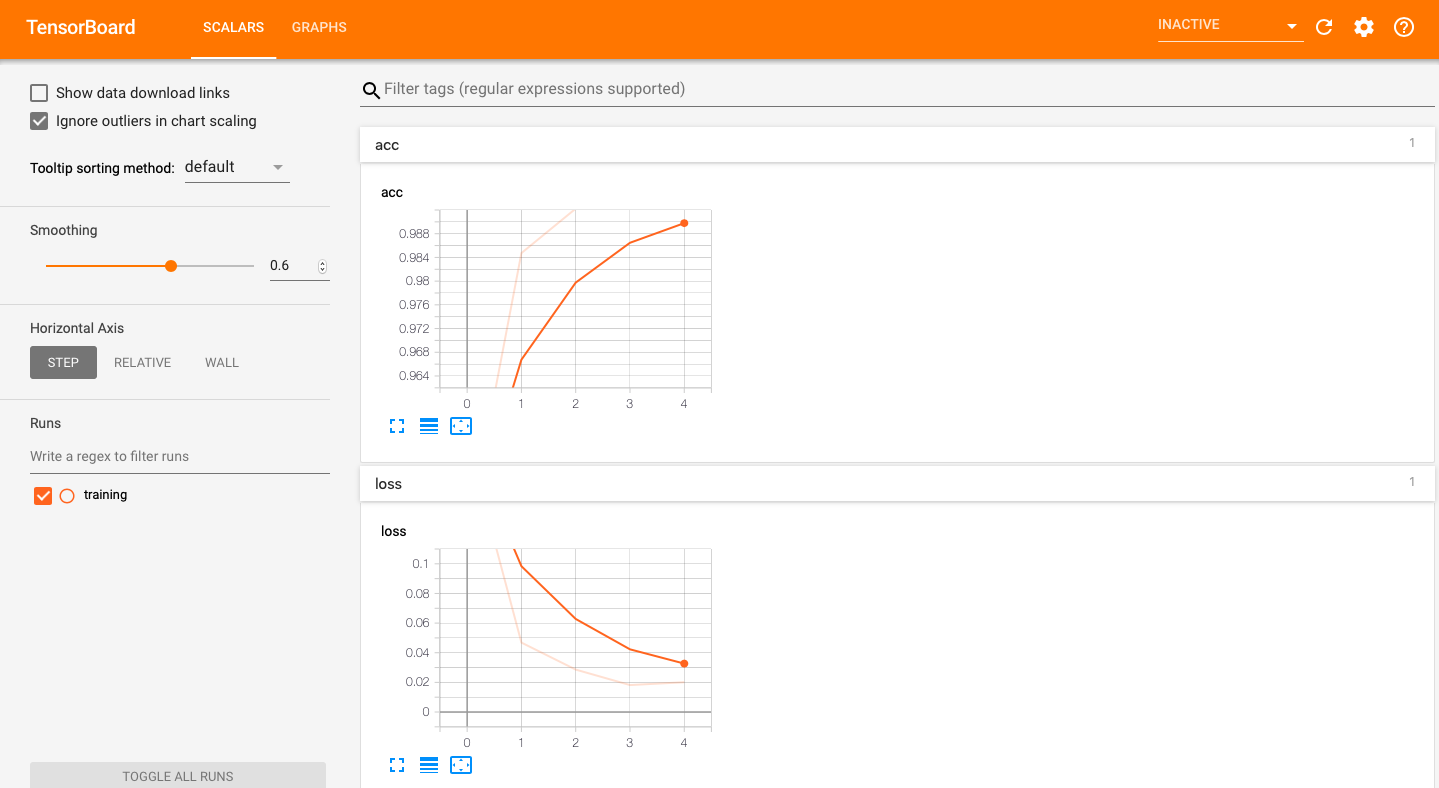 TensorBoard SCALARS GRAPHS INACTIVE
Show data download links
Ignore outliers in chart scaling
Tooltip sorting method: default
Smoothing
0.6
Horizontal Axis
STEP RELATIVE WALL
Runs
Write a regex to filter runs
training
TOGGLE ALL RUNS
Filter tags (regular expressions supported)
acc 1
acc
0.988
0.984
0.98
0.976
0.972
0.968
0.964
0 1 2 3 4
loss 1
loss
0.1
0.08
0.06
0.04
0.02
0
0 1 2 3 4